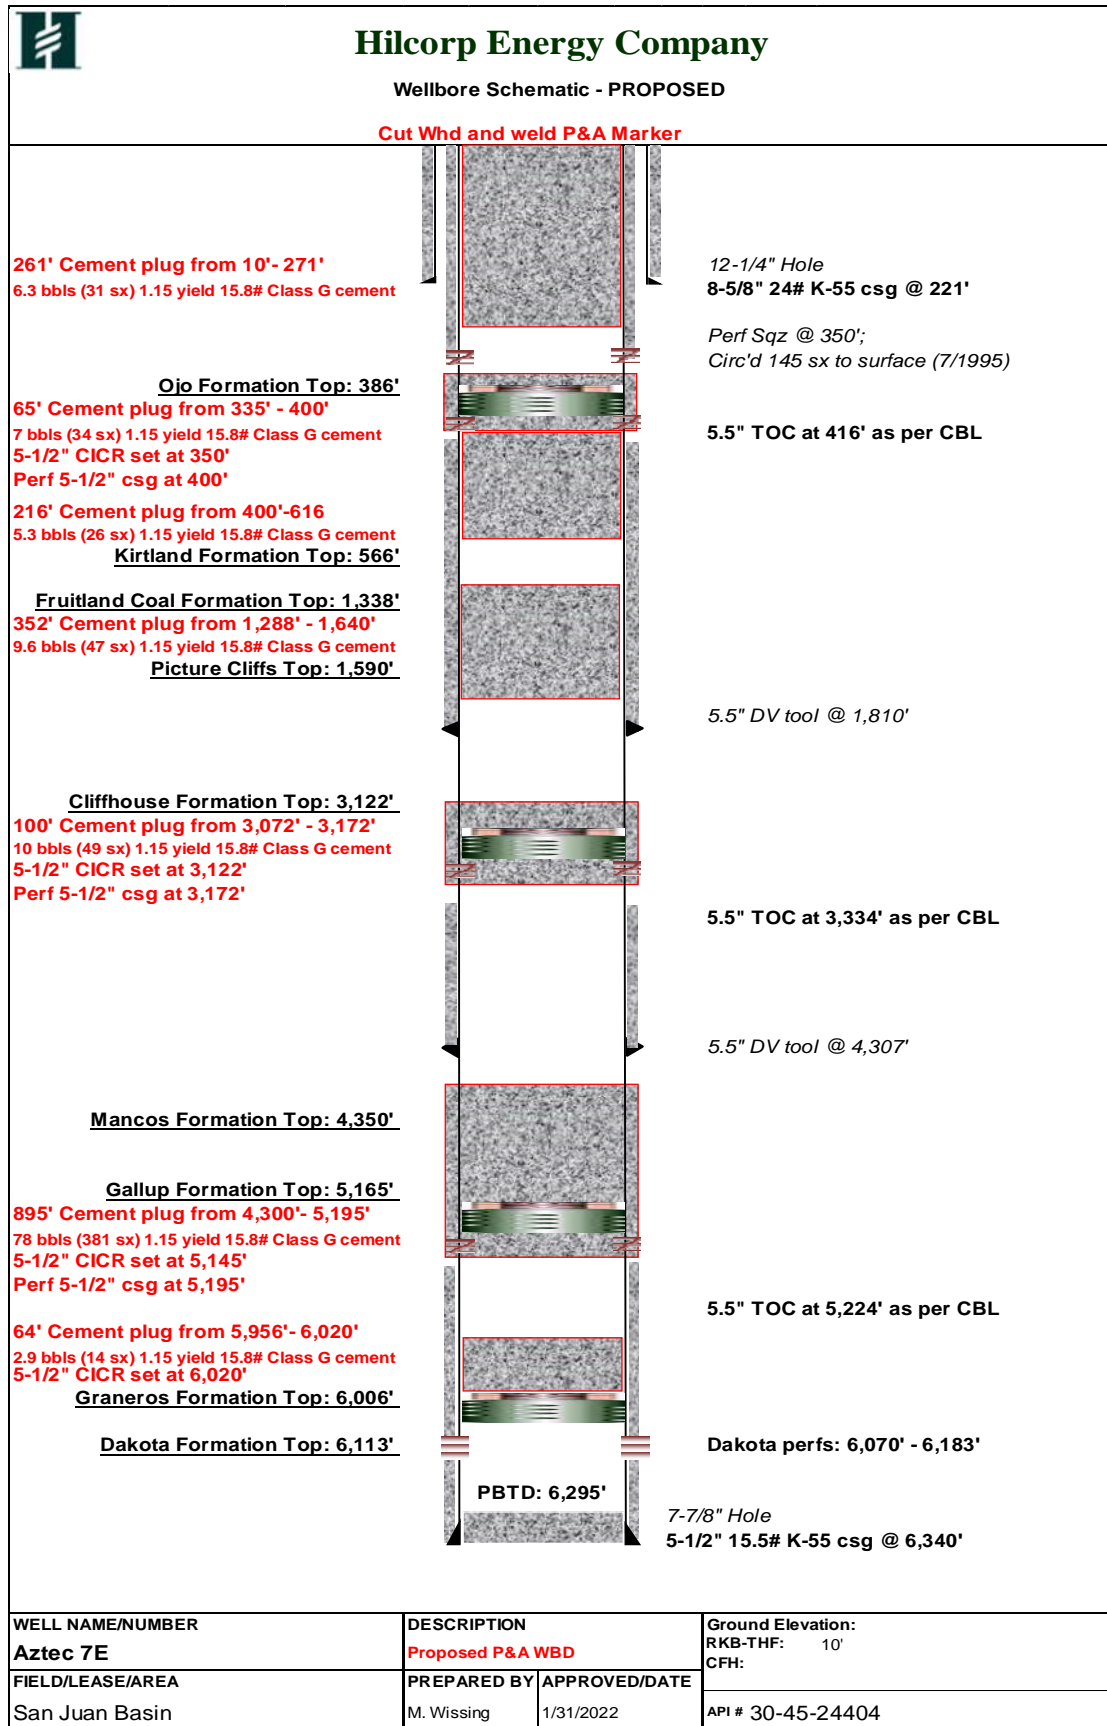 Hilcorp Energy Company
Wellbore Schematic - PROPOSED
Cut Whd and weld P&A Marker
261' Cement plug from 10'- 271'
6.3 bbls (31 sx) 1.15 yield 15.8# Class G cement
12-1/4" Hole
8-5/8" 24# K-55 csg @ 221'
Perf Sqz @ 350';
Circ'd 145 sx to surface (7/1995)
Ojo Formation Top: 386'
65' Cement plug from 335' - 400'
7 bbls (34 sx) 1.15 yield 15.8# Class G cement
5-1/2" CICR set at 350'
Perf 5-1/2" csg at 400'
5.5" TOC at 416' as per CBL
216' Cement plug from 400'-616
5.3 bbls (26 sx) 1.15 yield 15.8# Class G cement
Kirtland Formation Top: 566'
Fruitland Coal Formation Top: 1,338'
352' Cement plug from 1,288' - 1,640'
9.6 bbls (47 sx) 1.15 yield 15.8# Class G cement
Picture Cliffs Top: 1,590'
5.5" DV tool @ 1,810'
Cliffhouse Formation Top: 3,122'
100' Cement plug from 3,072' - 3,172'
10 bbls (49 sx) 1.15 yield 15.8# Class G cement
5-1/2" CICR set at 3,122'
Perf 5-1/2" csg at 3,172'
5.5" TOC at 3,334' as per CBL
5.5" DV tool @ 4,307'
Mancos Formation Top: 4,350'
Gallup Formation Top: 5,165'
895' Cement plug from 4,300'- 5,195'
78 bbls (381 sx) 1.15 yield 15.8# Class G cement
5-1/2" CICR set at 5,145'
Perf 5-1/2" csg at 5,195'
5.5" TOC at 5,224' as per CBL
64' Cement plug from 5,956'- 6,020'
2.9 bbls (14 sx) 1.15 yield 15.8# Class G cement
5-1/2" CICR set at 6,020'
Graneros Formation Top: 6,006'
Dakota Formation Top: 6,113'
Dakota perfs: 6,070' - 6,183'
PBTD: 6,295'
7-7/8" Hole
5-1/2" 15.5# K-55 csg @ 6,340'
WELL NAME/NUMBER
Aztec 7E
DESCRIPTION
Proposed P&A WBD
Ground Elevation:
RKB-THF: 10'
CFH:
FIELD/LEASE/AREA
San Juan Basin
PREPARED BY
M. Wissing
APPROVED/DATE
1/31/2022
API # 30-45-24404